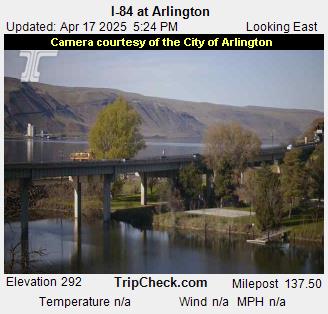 I-84 at Arlington
Updated: Apr 17 2025 5:24 PM Looking East
Camera courtesy of the City of Arlington
Elevation 292 TripCheck.com Milepost 137.50
Temperature n/a Wind n/a MPH n/a